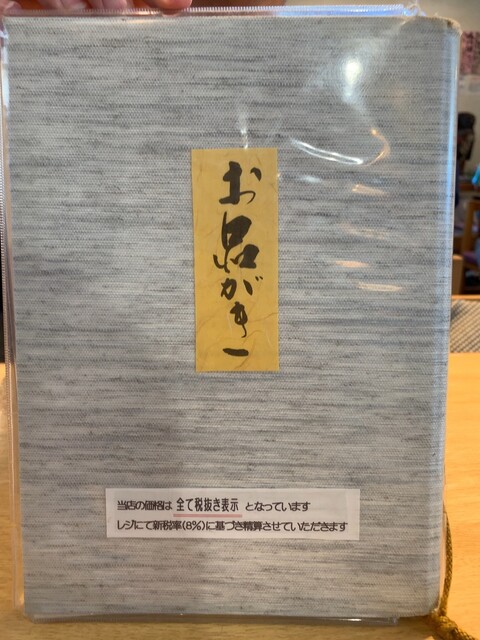 お品がき
当店の価格は 全て税抜き表示 となっています
レジにて新税率(8%)に基づき精算させていただきます